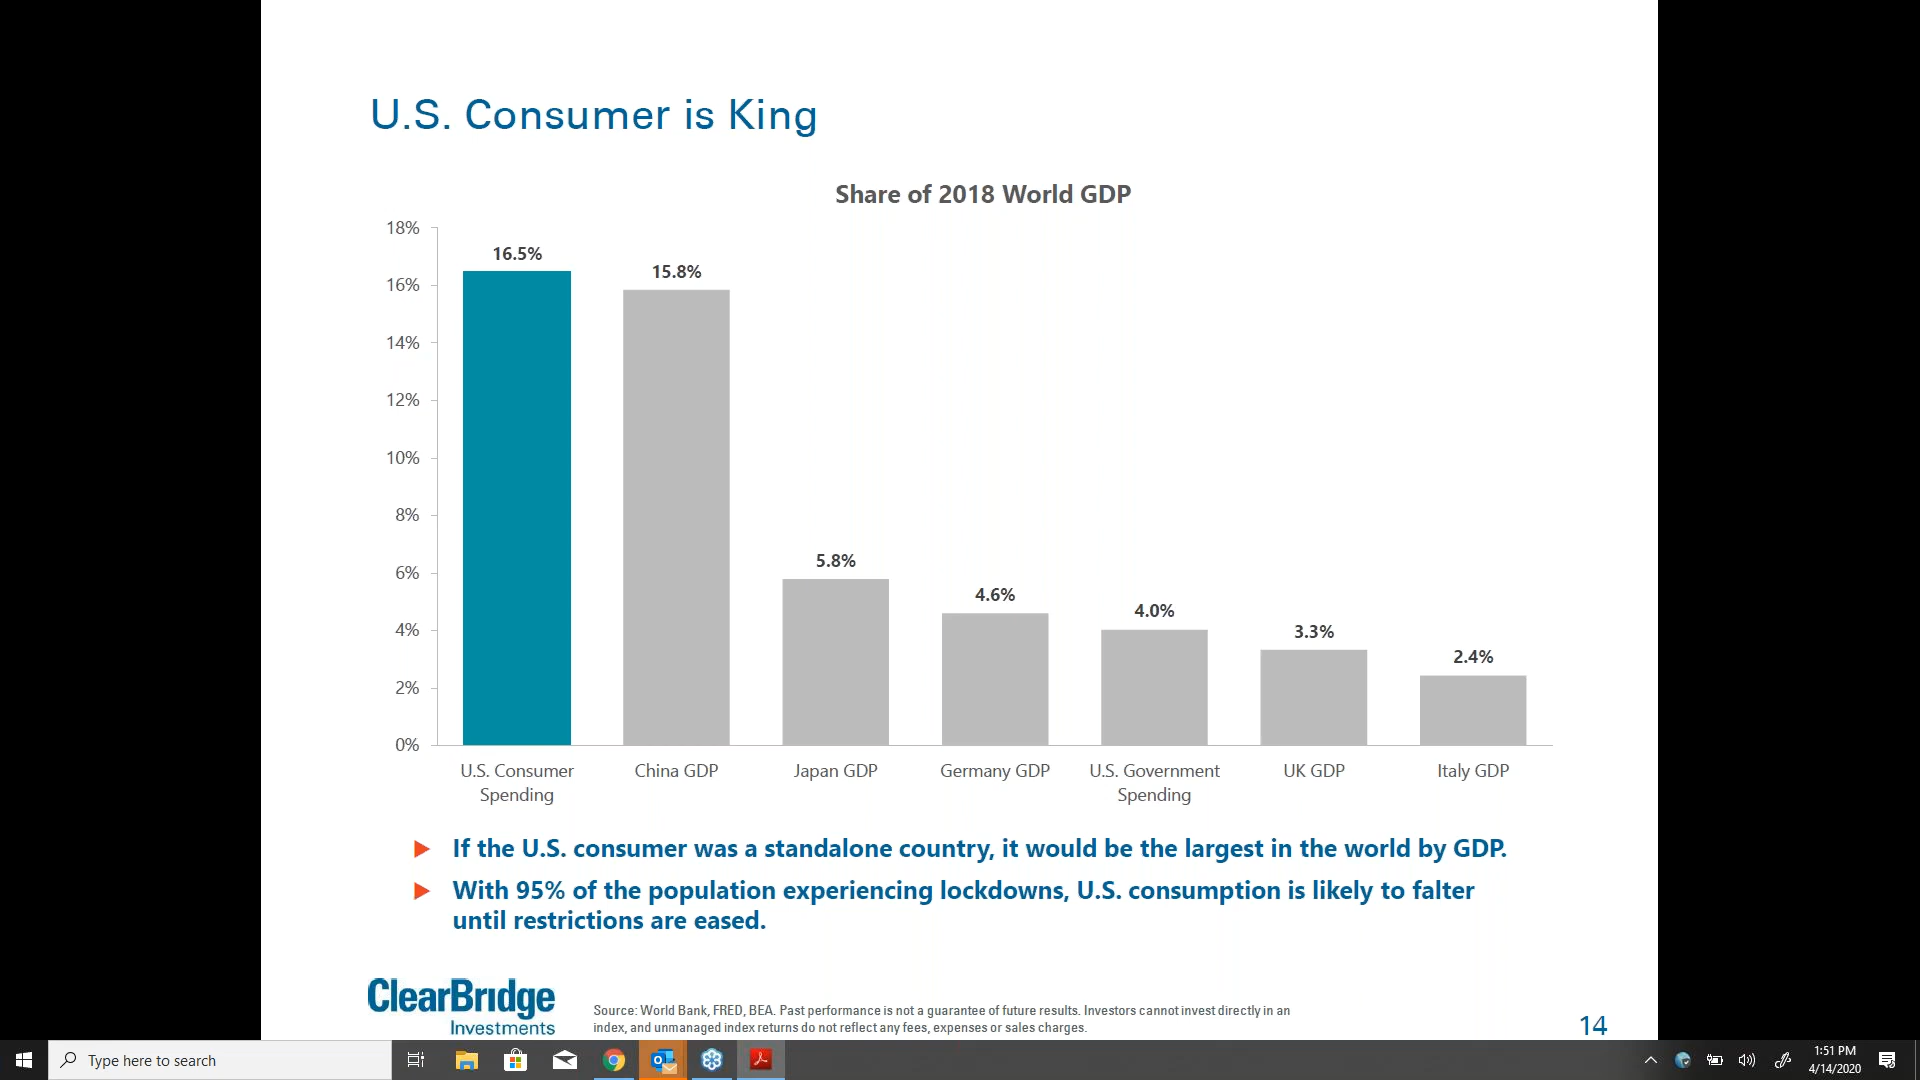 U.S. Consumer is King
Share of 2018 World GDP
18%
16%
14%
12%
10%
8%
6%
4%
2%
0%
16.5%
15.8%
5.8%
4.6%
4.0%
3.3%
2.4%
U.S. Consumer
Spending
China GDP
Japan GDP
Germany GDP
U.S. Government
Spending
UK GDP
Italy GDP
If the U.S. consumer was a standalone country, it would be the largest in the world by GDP.
With 95% of the population experiencing lockdowns, U.S. consumption is likely to falter
until restrictions are eased.
ClearBridge
Investments
Source: World Bank, FRED, BEA. Past performance is not a guarantee of future results. Investors cannot invest directly in an
index, and unmanaged index returns do not reflect any fees, expenses or sales charges.
14
Type here to search
1:51 PM
4/14/2020